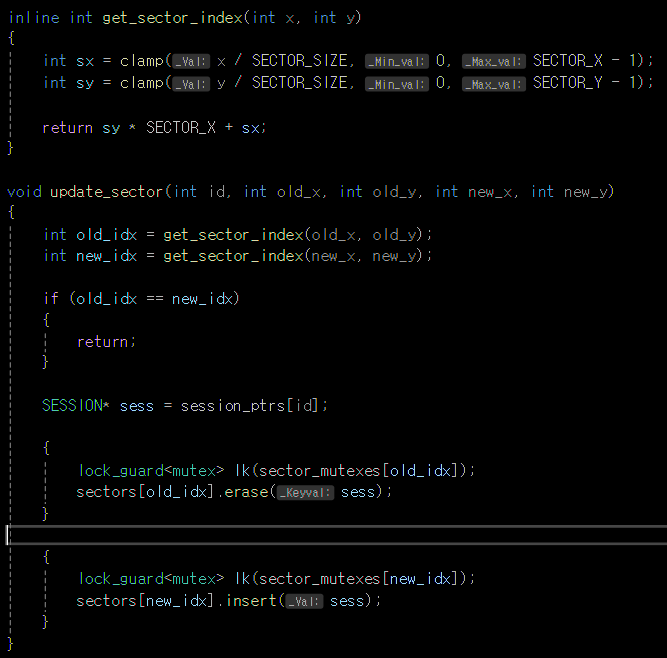 inline int get_sector_index(int x, int y)
{
    int sx = clamp(_Val: x / SECTOR_SIZE, _Min_val: 0, _Max_val: SECTOR_X - 1);
    int sy = clamp(_Val: y / SECTOR_SIZE, _Min_val: 0, _Max_val: SECTOR_Y - 1);

    return sy * SECTOR_X + sx;
}

void update_sector(int id, int old_x, int old_y, int new_x, int new_y)
{
    int old_idx = get_sector_index(old_x, old_y);
    int new_idx = get_sector_index(new_x, new_y);

    if (old_idx == new_idx)
    {
        return;
    }

    SESSION* sess = session_ptrs[id];

    {
        lock_guard<mutex> lk(sector_mutexes[old_idx]);
        sectors[old_idx].erase(_Keyval: sess);
    }

    {
        lock_guard<mutex> lk(sector_mutexes[new_idx]);
        sectors[new_idx].insert(_Val: sess);
    }
}